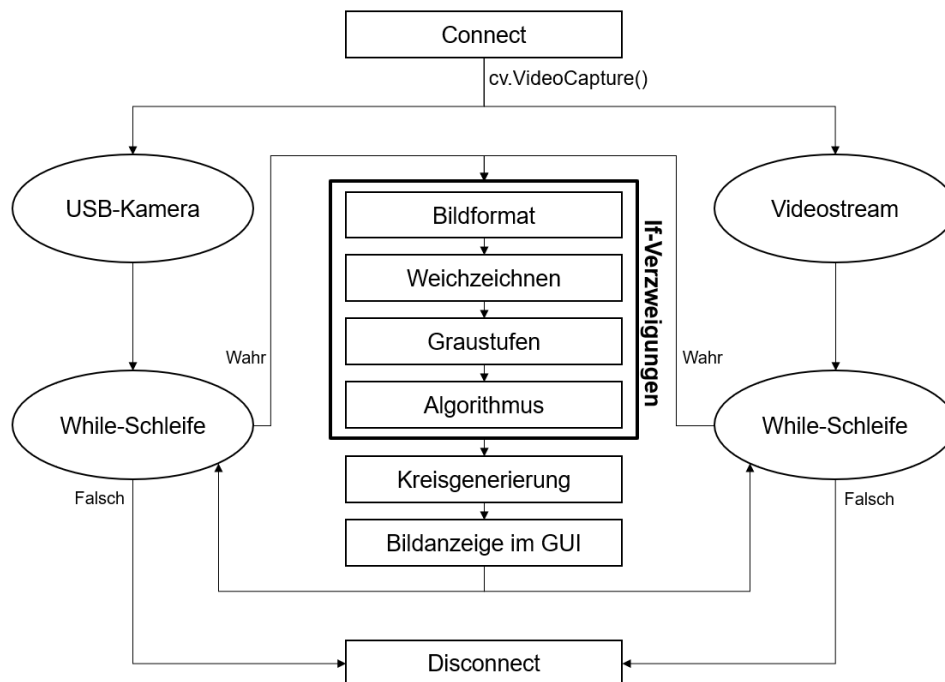 Connect
cv.VideoCapture()
USB-Kamera
Videostream
Bildformat
Weichzeichnen
Graustufen
Algorithmus
If-Verzweigungen
Wahr
Wahr
While-Schleife
While-Schleife
Kreisgenerierung
Falsch
Falsch
Bildanzeige im GUI
Disconnect